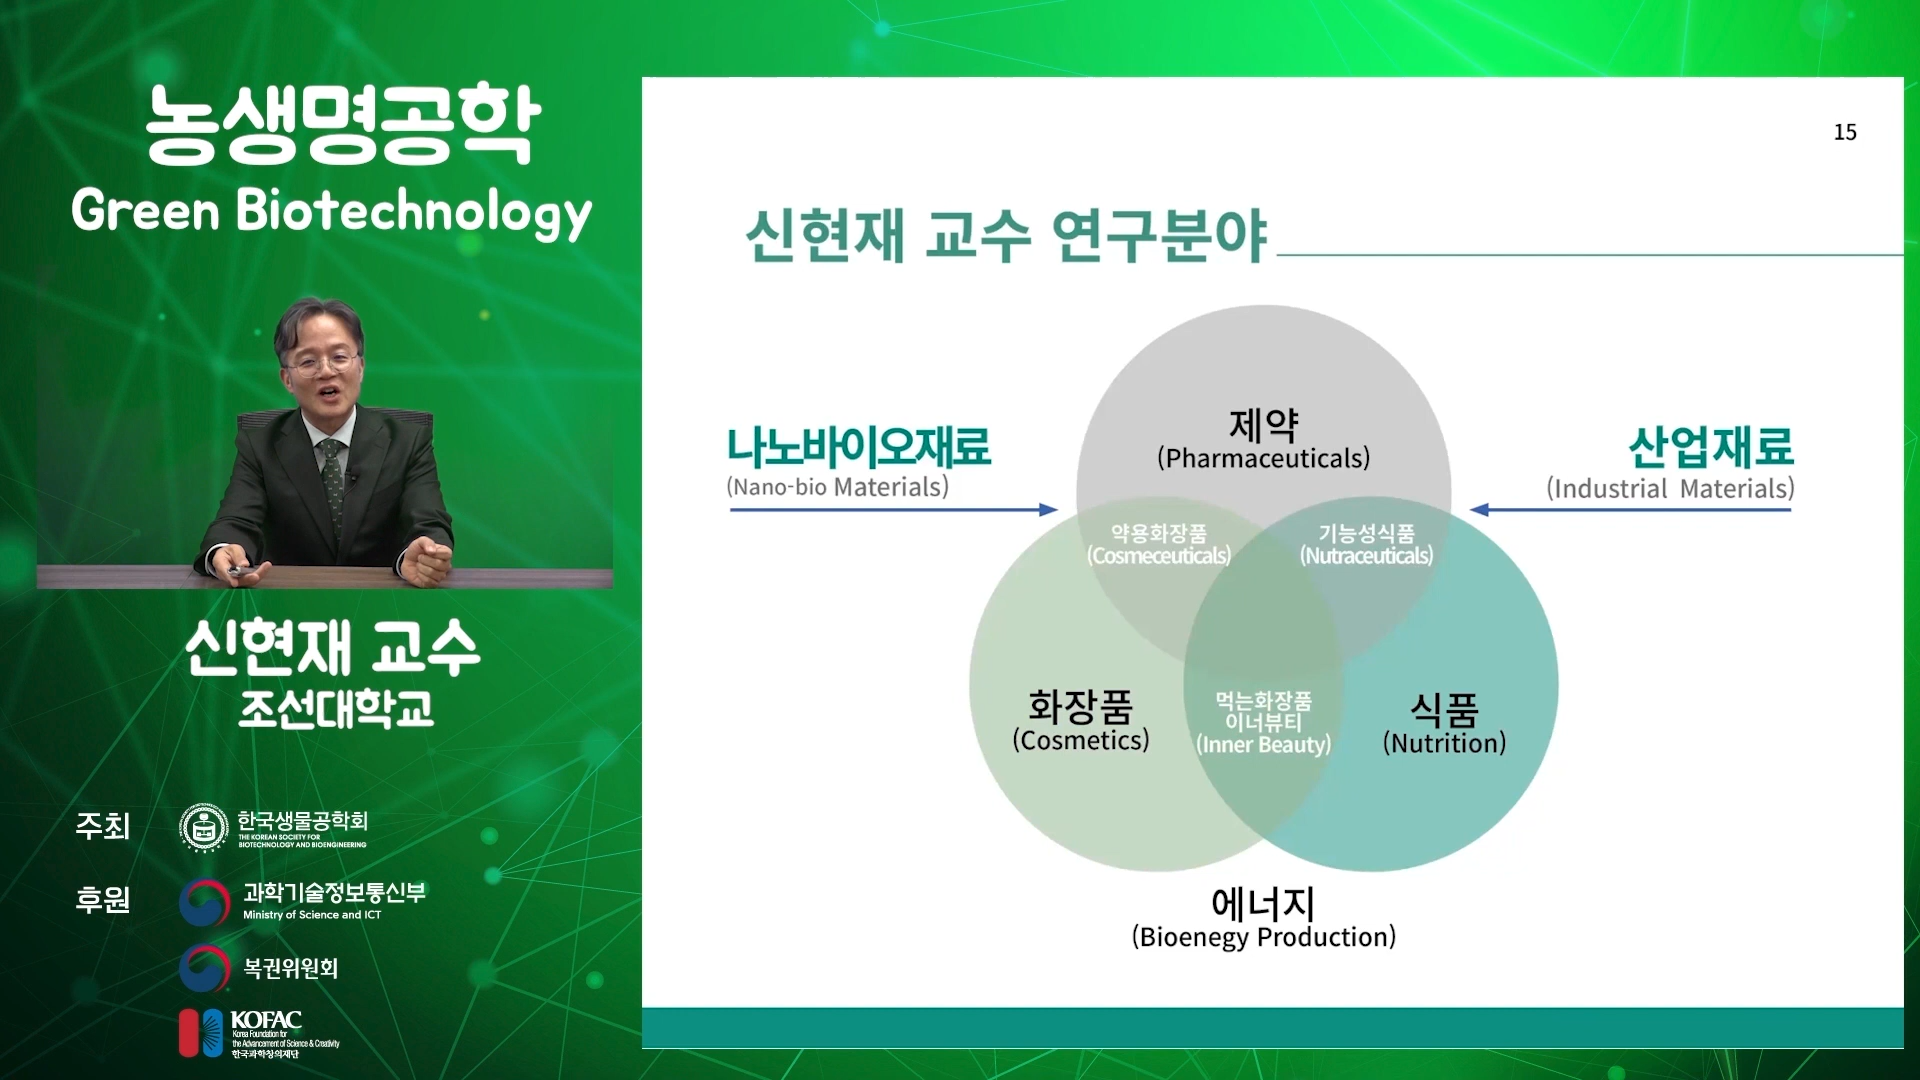 농생명공학
Green Biotechnology
신현재 교수
조선대학교
주최
한국생물공학회
THE KOREAN SOCIETY FOR
BIOTECHNOLOGY AND BIOENGINEERING
후원
과학기술정보통신부
Ministry of Science and ICT
복권위원회
KOFAC
Korea Foundation for
the Advancement of Science & Creativity
한국과학창의재단
15
신현재 교수 연구분야
제약
(Pharmaceuticals)
나노바이오재료
(Nano-bio Materials)
산업재료
(Industrial Materials)
약용화장품
(Cosmeceuticals)
기능성식품
(Nutraceuticals)
화장품
(Cosmetics)
먹는화장품
이너뷰티
(Inner Beauty)
식품
(Nutrition)
에너지
(Bioenegy Production)